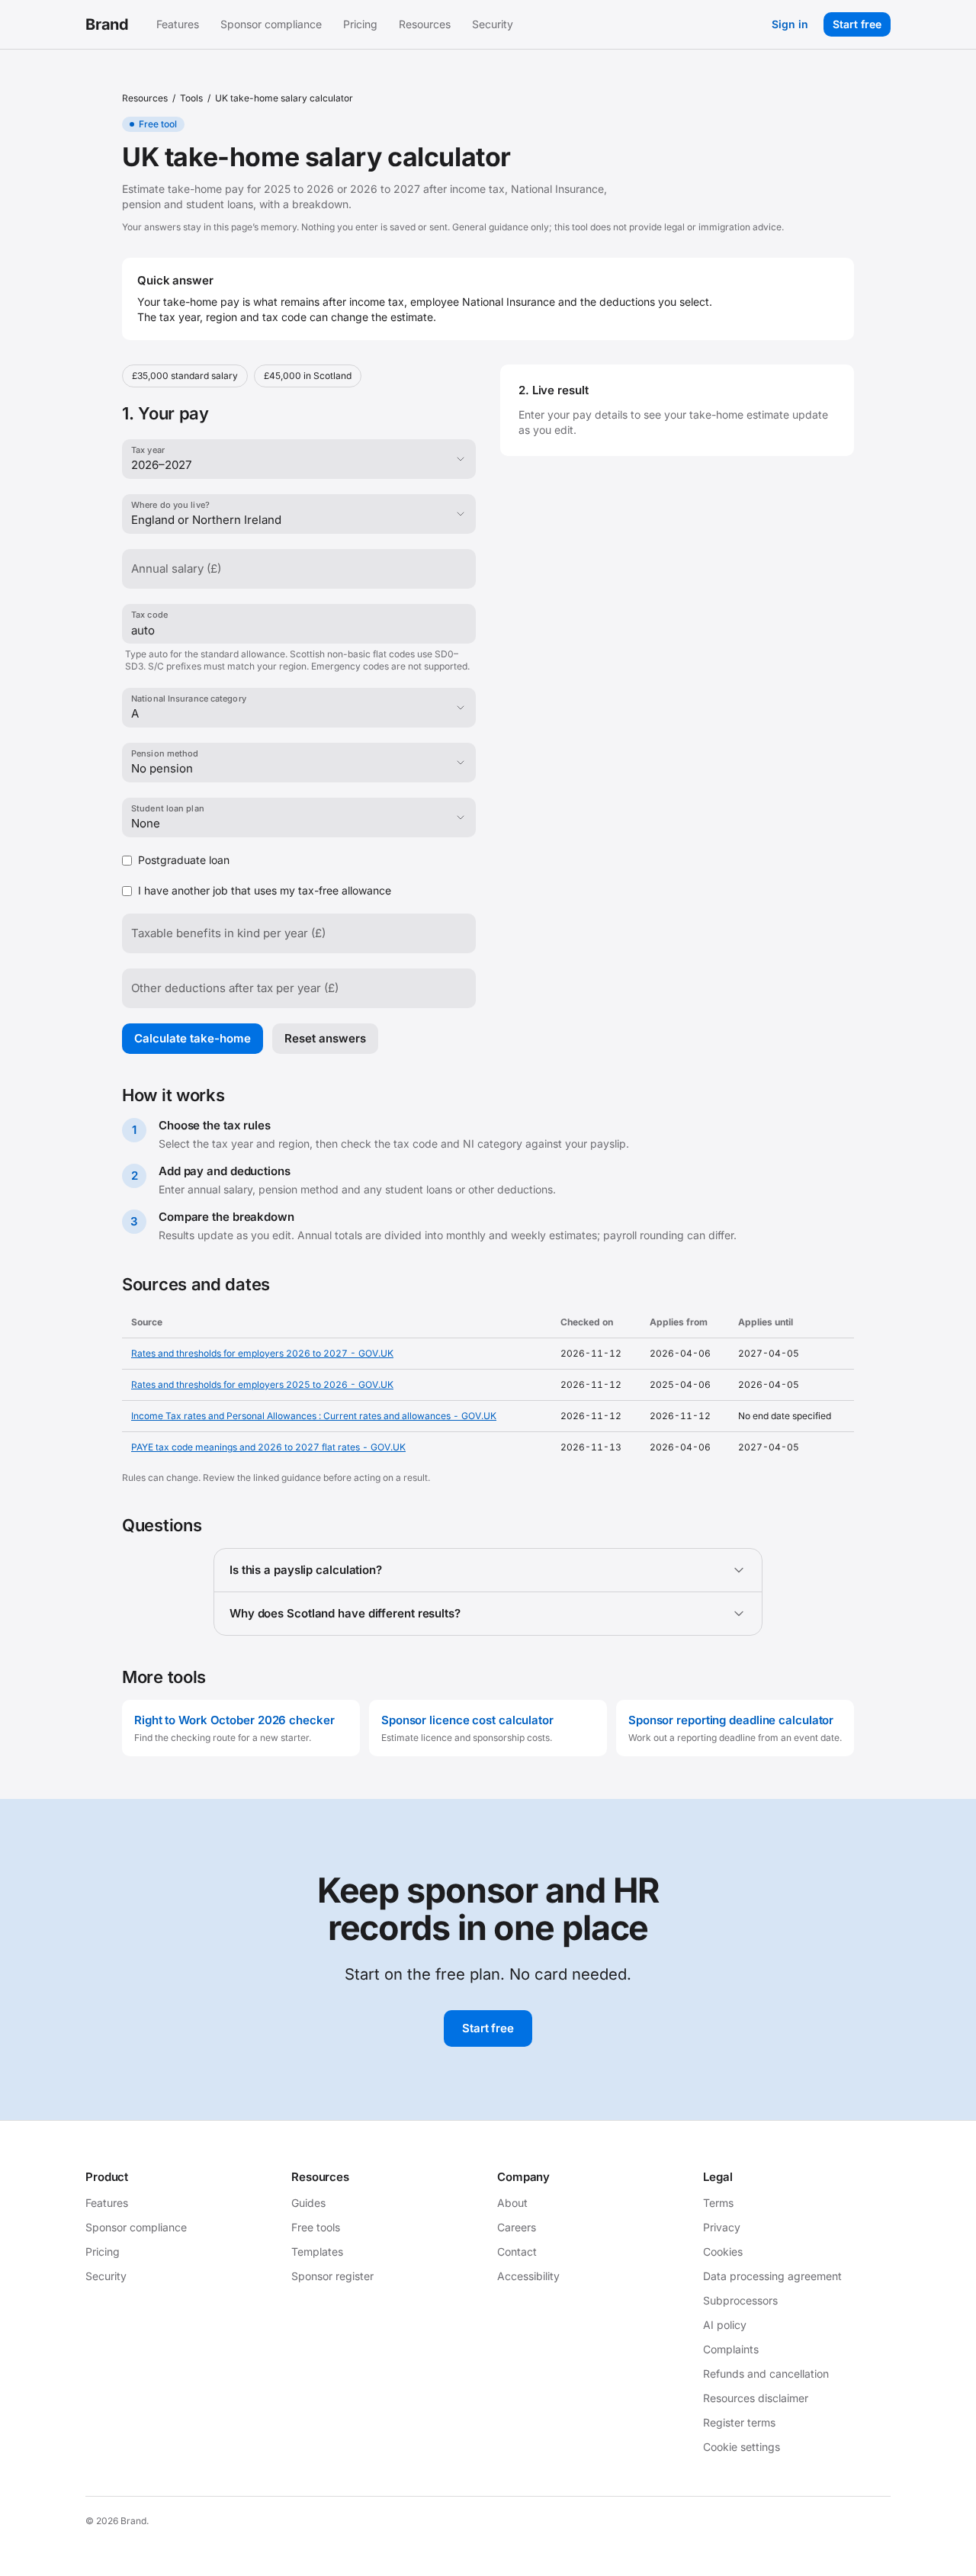 Brand
Features
Sponsor compliance
Pricing
Resources
Security
Sign in
Start free
Resources / Tools / UK take-home salary calculator
Free tool
UK take-home salary calculator
Estimate take-home pay for 2025 to 2026 or 2026 to 2027 after income tax, National Insurance,
pension and student loans, with a breakdown.
Your answers stay in this page’s memory. Nothing you enter is saved or sent. General guidance only; this tool does not provide legal or immigration advice.
Quick answer
Your take-home pay is what remains after income tax, employee National Insurance and the deductions you select.
The tax year, region and tax code can change the estimate.
£35,000 standard salary
£45,000 in Scotland
1. Your pay
Tax year
2026–2027
Where do you live?
England or Northern Ireland
Annual salary (£)
Tax code
auto
Type auto for the standard allowance. Scottish non-basic flat codes use SD0–
SD3. S/C prefixes must match your region. Emergency codes are not supported.
National Insurance category
A
Pension method
No pension
Student loan plan
None
Postgraduate loan
I have another job that uses my tax-free allowance
Taxable benefits in kind per year (£)
Other deductions after tax per year (£)
Calculate take-home
Reset answers
2. Live result
Enter your pay details to see your take-home estimate update
as you edit.
How it works
1
Choose the tax rules
Select the tax year and region, then check the tax code and NI category against your payslip.
2
Add pay and deductions
Enter annual salary, pension method and any student loans or other deductions.
3
Compare the breakdown
Results update as you edit. Annual totals are divided into monthly and weekly estimates; payroll rounding can differ.
Sources and dates
Source Checked on Applies from Applies until
Rates and thresholds for employers 2026 to 2027 - GOV.UK 2026-11-12 2026-04-06 2027-04-05
Rates and thresholds for employers 2025 to 2026 - GOV.UK 2026-11-12 2025-04-06 2026-04-05
Income Tax rates and Personal Allowances : Current rates and allowances - GOV.UK 2026-11-12 2026-11-12 No end date specified
PAYE tax code meanings and 2026 to 2027 flat rates - GOV.UK 2026-11-13 2026-04-06 2027-04-05
Rules can change. Review the linked guidance before acting on a result.
Questions
Is this a payslip calculation?
Why does Scotland have different results?
More tools
Right to Work October 2026 checker
Find the checking route for a new starter.
Sponsor licence cost calculator
Estimate licence and sponsorship costs.
Sponsor reporting deadline calculator
Work out a reporting deadline from an event date.
Keep sponsor and HR
records in one place
Start on the free plan. No card needed.
Start free
Product
Features
Sponsor compliance
Pricing
Security
Resources
Guides
Free tools
Templates
Sponsor register
Company
About
Careers
Contact
Accessibility
Legal
Terms
Privacy
Cookies
Data processing agreement
Subprocessors
AI policy
Complaints
Refunds and cancellation
Resources disclaimer
Register terms
Cookie settings
© 2026 Brand.